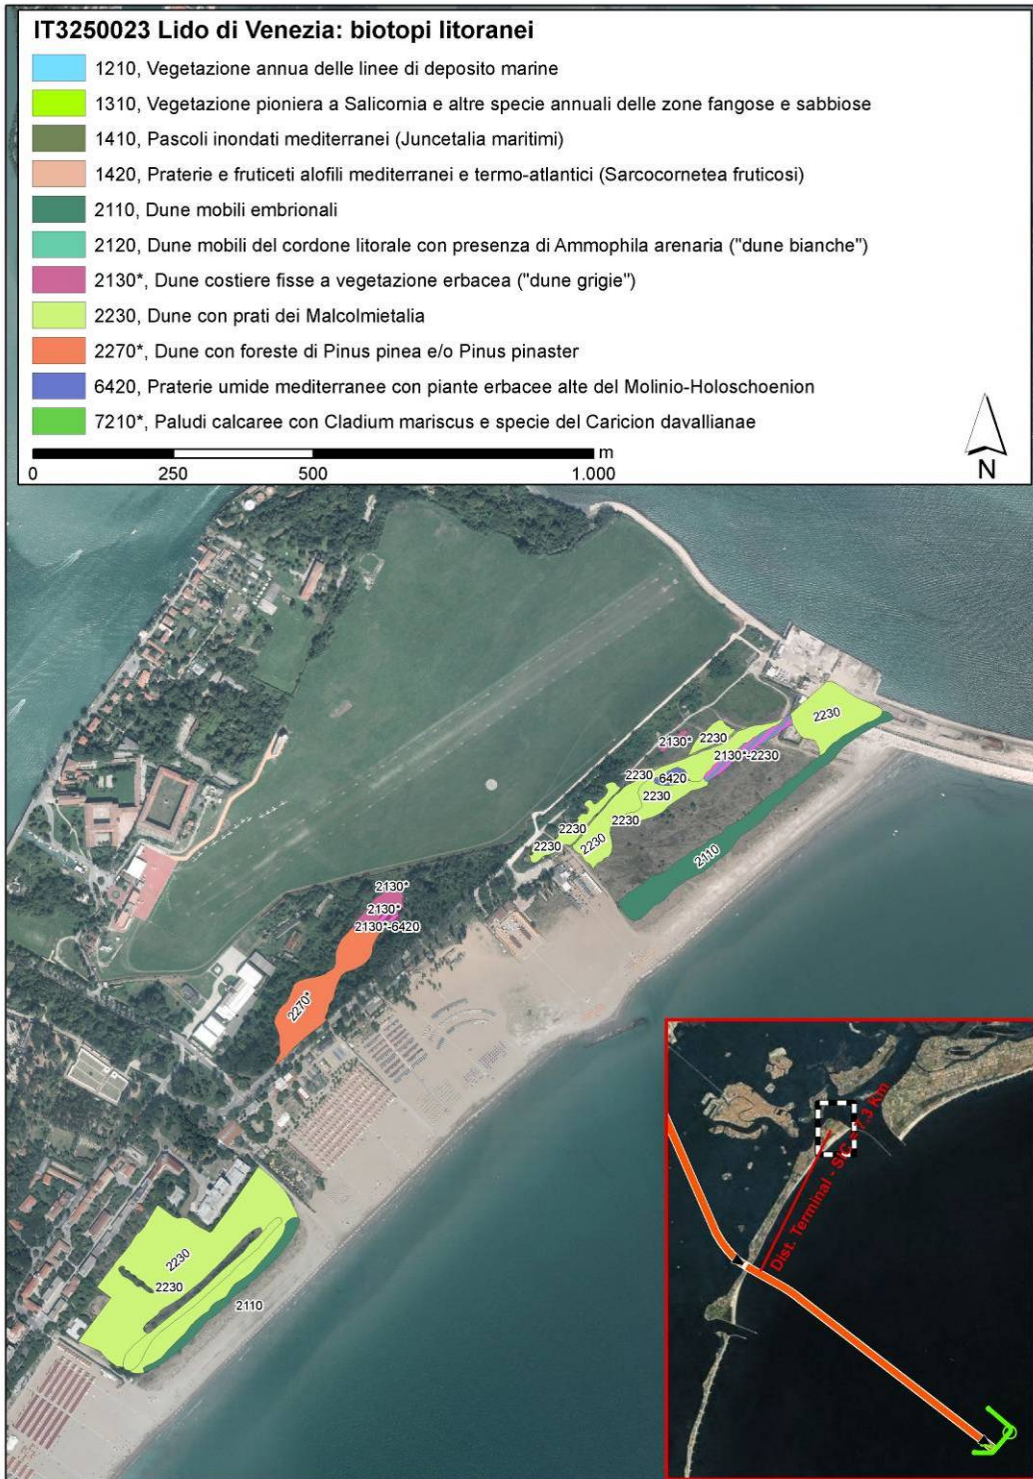 IT3250023 Lido di Venezia: biotopi litoranei
1210, Vegetazione annua delle linee di deposito marine
1310, Vegetazione pioniera a Salicornia e altre specie annuali delle zone fangose e sabbiose
1410, Pascoli inondati mediterranei (Juncetalia maritimi)
1420, Praterie e fruticeti alofili mediterranei e termo-atlantici (Sarcocornetea fruticosi)
2110, Dune mobili embrionali
2120, Dune mobili del cordone litorale con presenza di Ammophila arenaria ("dune bianche")
2130*, Dune costiere fisse a vegetazione erbacea ("dune grigie")
2230, Dune con prati dei Malcolmietalia
2270*, Dune con foreste di Pinus pinea e/o Pinus pinaster
6420, Praterie umide mediterranee con piante erbacee alte del Molinio-Holoschoenion
7210*, Paludi calcaree con Cladium mariscus e specie del Caricion davallianae
m
0 250 500 1.000
N
2230
2130*
2230
2130*-2230
2230
6420
2230
2230
2230
2230
2230
2110
2130*
2130*
2130*-6420
2270*
2230
2230
2110
Dist. Terminal - SIC = 7.3 Km